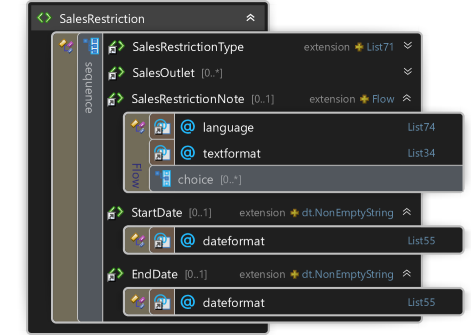 SalesRestriction
sequence
SalesRestrictionType extension List71
SalesOutlet [0..*]
SalesRestrictionNote [0..1] extension Flow
Flow
language List74
textformat List34
choice [0..*]
StartDate [0..1] extension dt.NonEmptyString
dateformat List55
EndDate [0..1] extension dt.NonEmptyString
dateformat List55